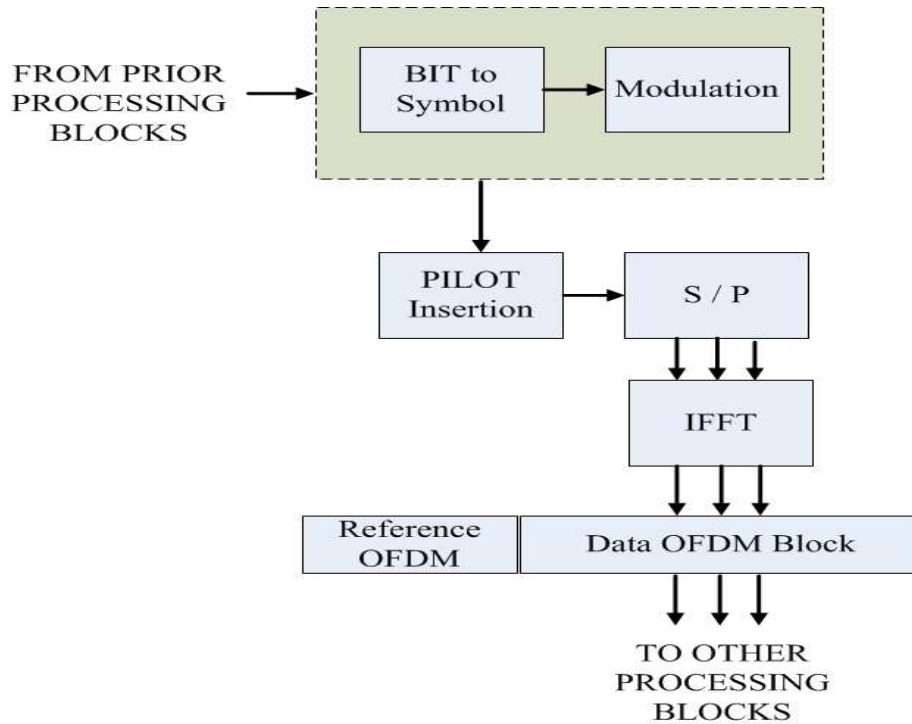 FROM PRIOR
PROCESSING
BLOCKS
BIT to
Symbol
Modulation
PILOT
Insertion
S / P
IFFT
Reference
OFDM
Data OFDM Block
TO OTHER
PROCESSING
BLOCKS